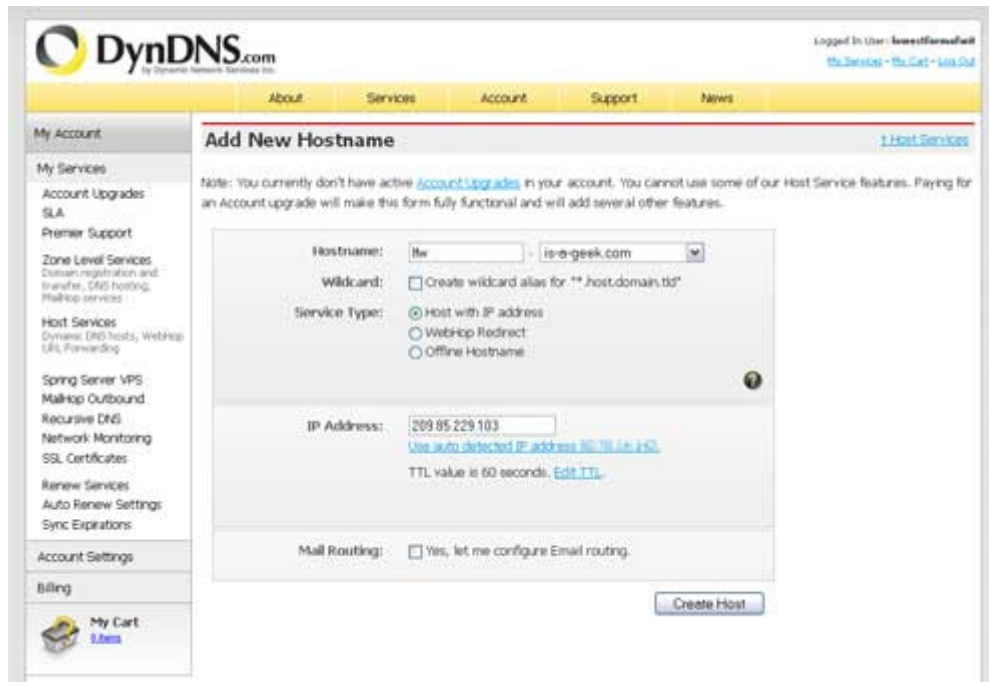 DynDNS.com
by Dynamic Network Services Inc.
Logged In User: lowestformofwit
My Services - My Cart - Log Out
About Services Account Support News
My Account
My Services
Account Upgrades
SLA
Premier Support
Zone Level Services
Domain registration and
transfer, DNS hosting,
MailHop services
Host Services
Dynamic DNS hosts, WebHop
URL Forwarding
Spring Server VPS
MailHop Outbound
Recursive DNS
Network Monitoring
SSL Certificates
Renew Services
Auto Renew Settings
Sync Expirations
Account Settings
Billing
My Cart
0 items
Add New Hostname
↑ Host Services
Note: You currently don't have active Account Upgrades in your account. You cannot use some of our Host Service features. Paying for
an Account upgrade will make this form fully functional and will add several other features.
Hostname: . is-a-geek.com
Wildcard: Create wildcard alias for "*.host.domain.tld"
Service Type: Host with IP address
WebHop Redirect
Offline Hostname
IP Address: 209.85.229.103
Use auto detected IP address
TTL value is 60 seconds. Edit TTL.
Mail Routing: Yes, let me configure Email routing.
Create Host